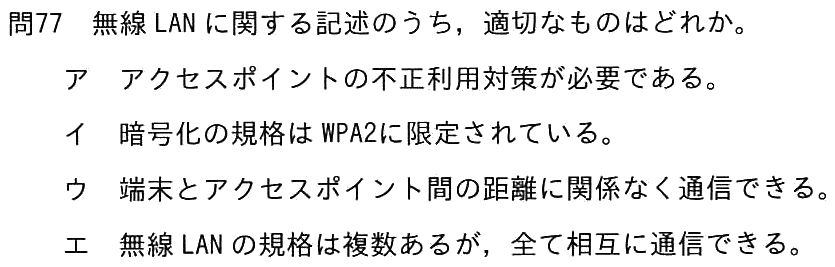 問77 無線 LAN に関する記述のうち，適切なものはどれか。
ア アクセスポイントの不正利用対策が必要である。
イ 暗号化の規格は WPA2に限定されている。
ウ 端末とアクセスポイント間の距離に関係なく通信できる。
エ 無線 LAN の規格は複数あるが，全て相互に通信できる。